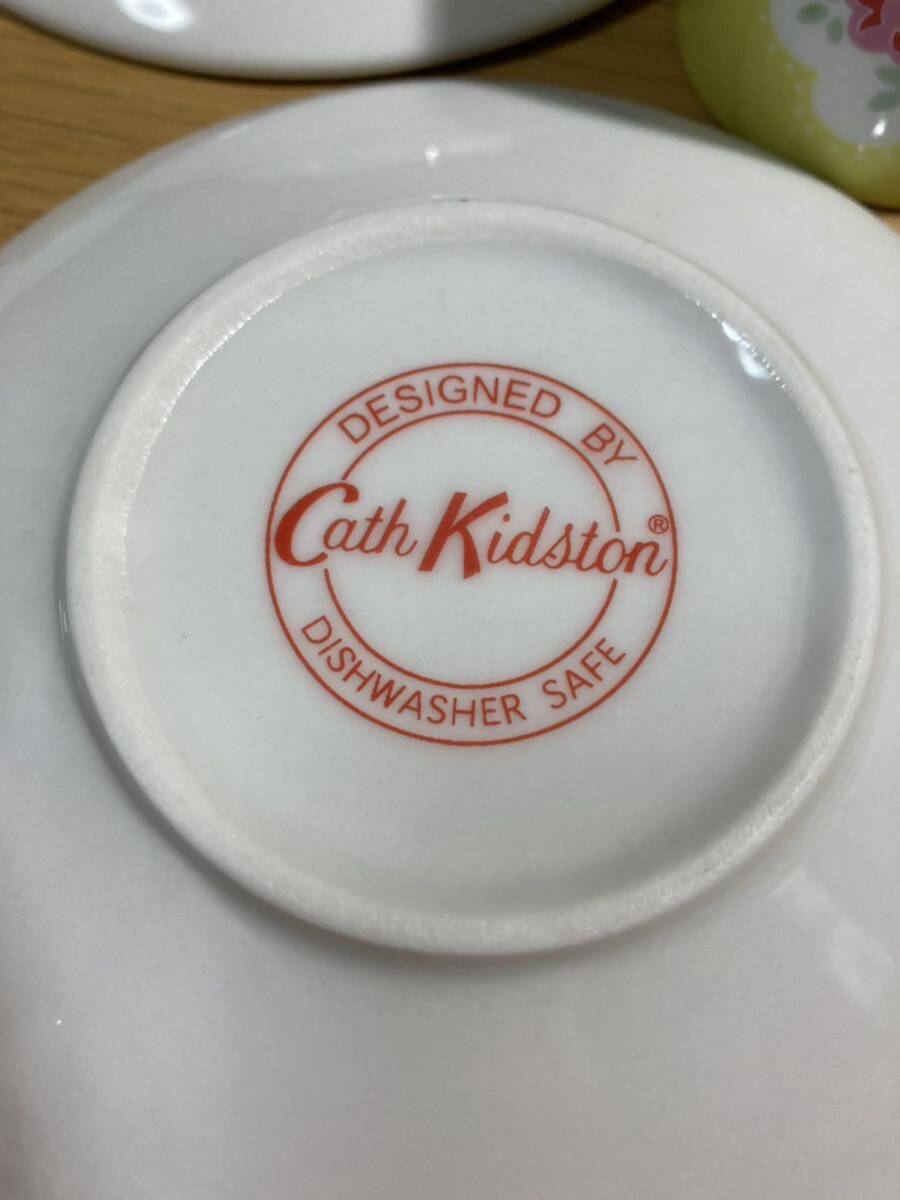 DESIGNED BY
Cath Kidston®
DISHWASHER SAFE